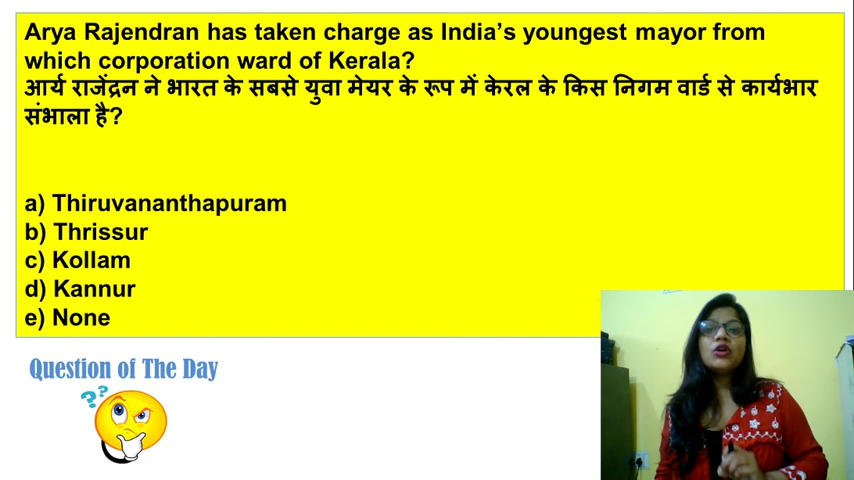 Arya Rajendran has taken charge as India’s youngest mayor from
which corporation ward of Kerala?
आर्य राजेंद्रन ने भारत के सबसे युवा मेयर के रूप में केरल के किस निगम वार्ड से कार्यभार
संभाला है?
a) Thiruvananthapuram
b) Thrissur
c) Kollam
d) Kannur
e) None
Question of The Day
??